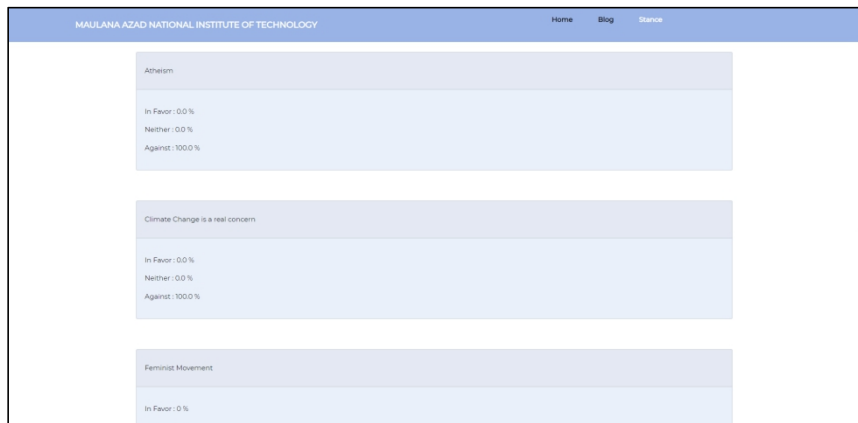 MAULANA AZAD NATIONAL INSTITUTE OF TECHNOLOGY
Home Blog Stance
Atheism
In Favor : 0.0 %
Neither : 0.0 %
Against : 100.0 %
Climate Change is a real concern
In Favor : 0.0 %
Neither : 0.0 %
Against : 100.0 %
Feminist Movement
In Favor : 0 %